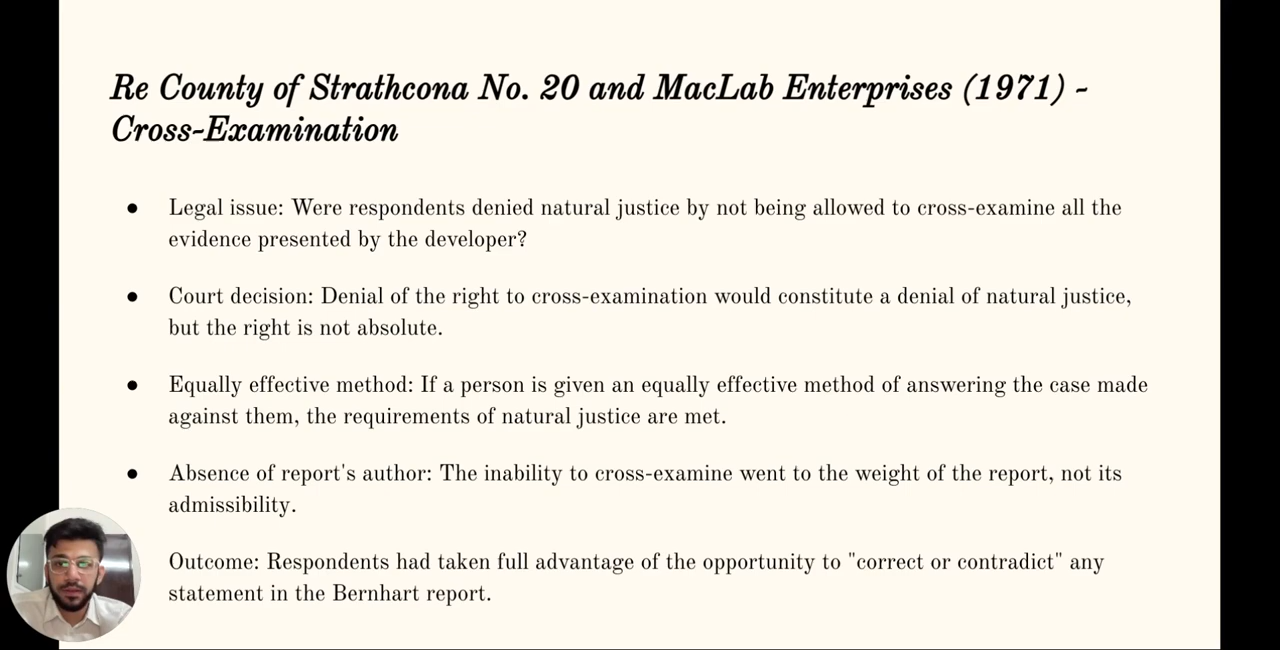 Re County of Strathcona No. 20 and MacLab Enterprises (1971) -
Cross-Examination
● Legal issue: Were respondents denied natural justice by not being allowed to cross-examine all the
evidence presented by the developer?
● Court decision: Denial of the right to cross-examination would constitute a denial of natural justice,
but the right is not absolute.
● Equally effective method: If a person is given an equally effective method of answering the case made
against them, the requirements of natural justice are met.
● Absence of report's author: The inability to cross-examine went to the weight of the report, not its
admissibility.
Outcome: Respondents had taken full advantage of the opportunity to "correct or contradict" any
statement in the Bernhart report.